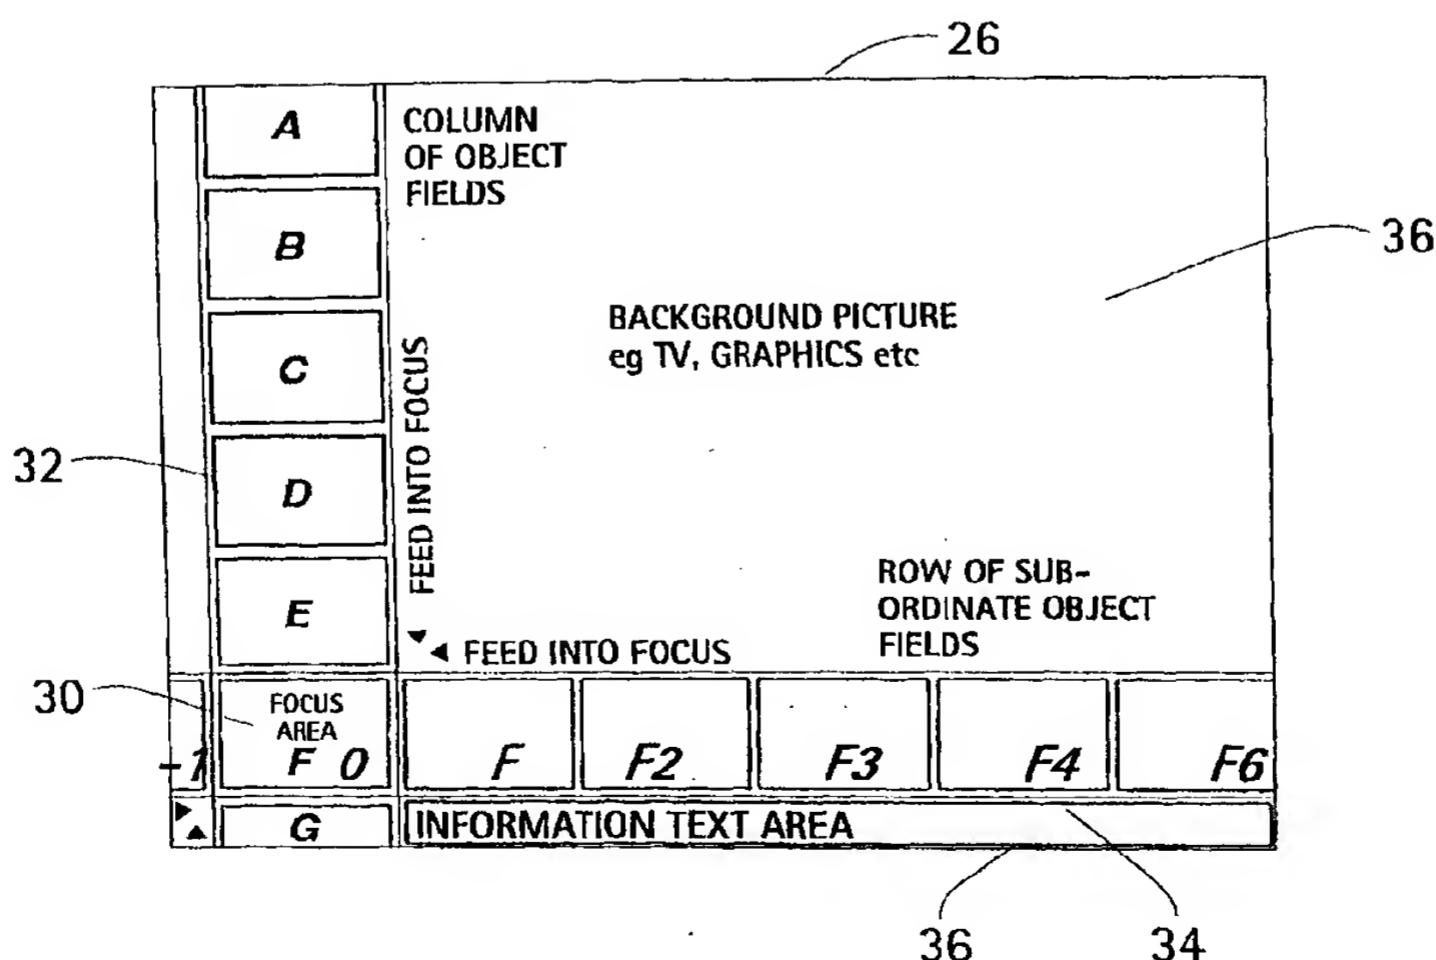 26
A
COLUMN
OF OBJECT
FIELDS
B
36
BACKGROUND PICTURE
eg TV, GRAPHICS etc
C
FEED INTO FOCUS
32
D
ROW OF SUB-
ORDINATE OBJECT
FIELDS
E
FEED INTO FOCUS
30
FOCUS
AREA
-1 F 0 F F2 F3 F4 F6
G INFORMATION TEXT AREA
36 34